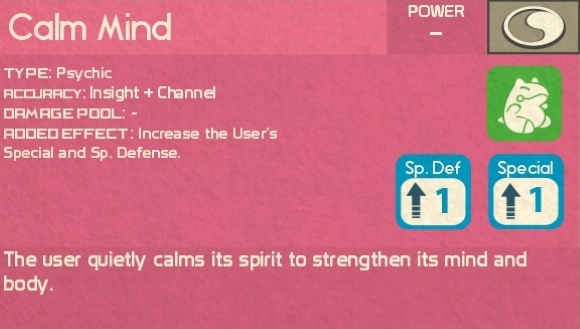 Calm Mind
POWER
–
TYPE: Psychic
ACCURACY: Insight + Channel
DAMAGE POOL: -
ADDED EFFECT: Increase the User's
Special and Sp. Defense.
Sp. Def
1
Special
1
The user quietly calms its spirit to strengthen its mind and
body.